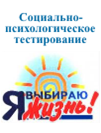 Социально-
психологическое
тестирование
ВЫБИРАЮ
Я жизнь!